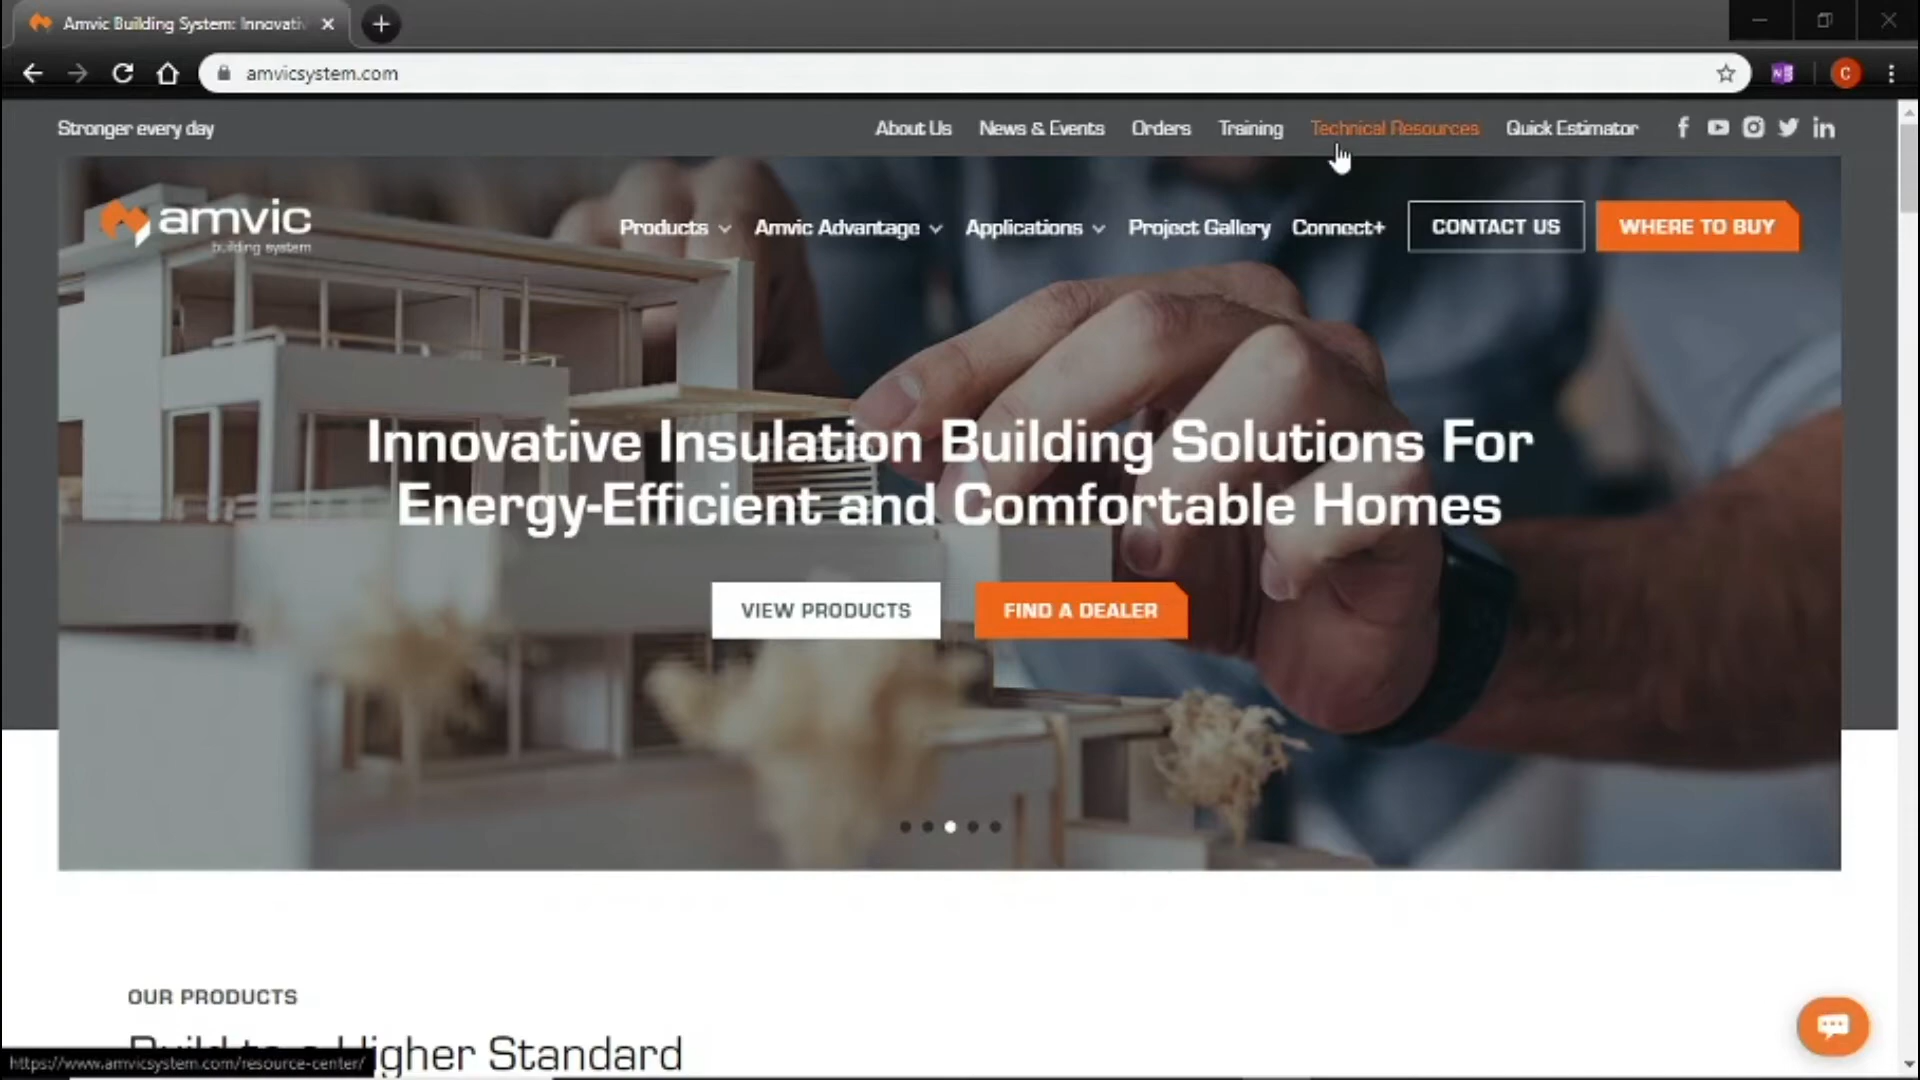 Amvic Building System: Innovati
amvicsystem.com
C
Stronger every day
About Us
News & Events
Orders
Training
Technical Resources
Quick Estimator
amvic
building system
Products
Amvic Advantage
Applications
Project Gallery
Connect+
CONTACT US
WHERE TO BUY
Innovative Insulation Building Solutions For
Energy-Efficient and Comfortable Homes
VIEW PRODUCTS
FIND A DEALER
OUR PRODUCTS
Build to a Higher Standard
https://www.amvicsystem.com/resource-center/